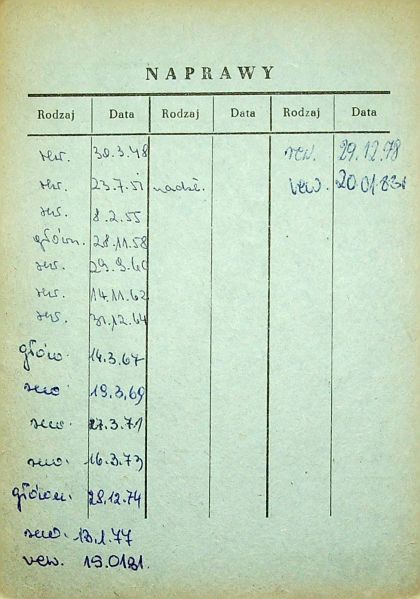 NAPRAWY
Rodzaj Data Rodzaj Data Rodzaj Data
rew. 30.3.48 rew. 29.12.78
rew. 23.7.51 nadzw. rew. 20.01.83
rew. 8.2.55
główn. 28.11.58
rew. 29.9.60
rew. 14.11.62
rew. 31.12.64
głów. 14.3.67
rew 19.3.69
rew. 27.3.71
rew. 16.3.73
główn. 28.12.74
rew. 13.1.77
rew. 19.01.81.